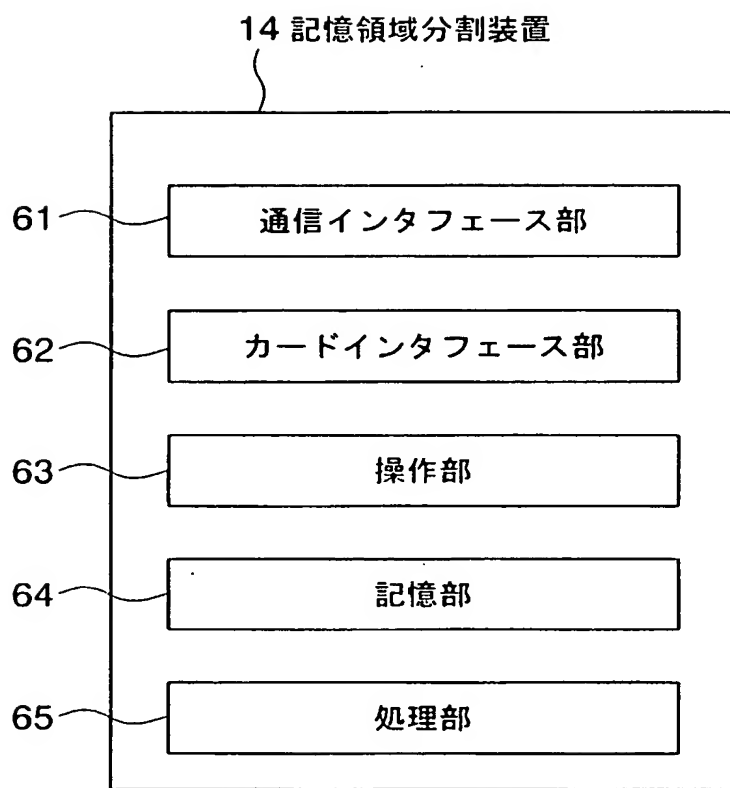 14 記憶領域分割装置
61 通信インタフェース部
62 カードインタフェース部
63 操作部
64 記憶部
65 処理部